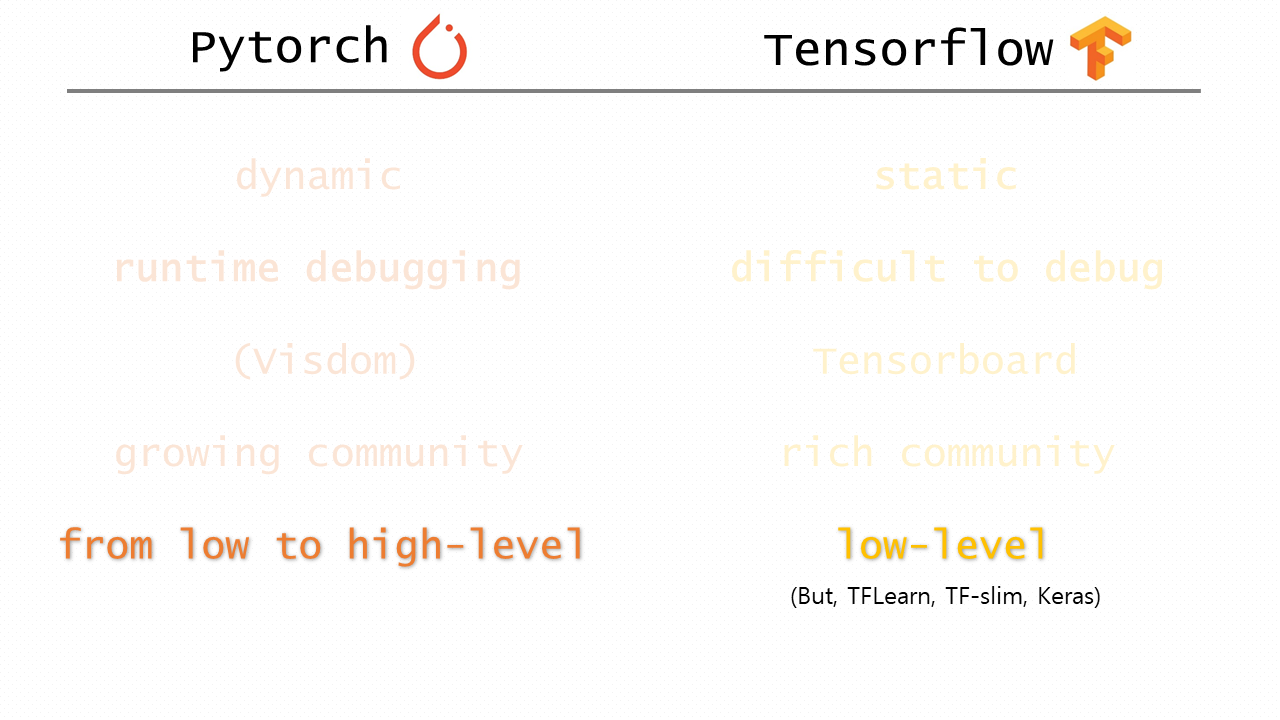 Pytorch Tensorflow
dynamic static
runtime debugging difficult to debug
(Visdom) Tensorboard
growing community rich community
from low to high-level low-level
(But, TFLearn, TF-slim, Keras)